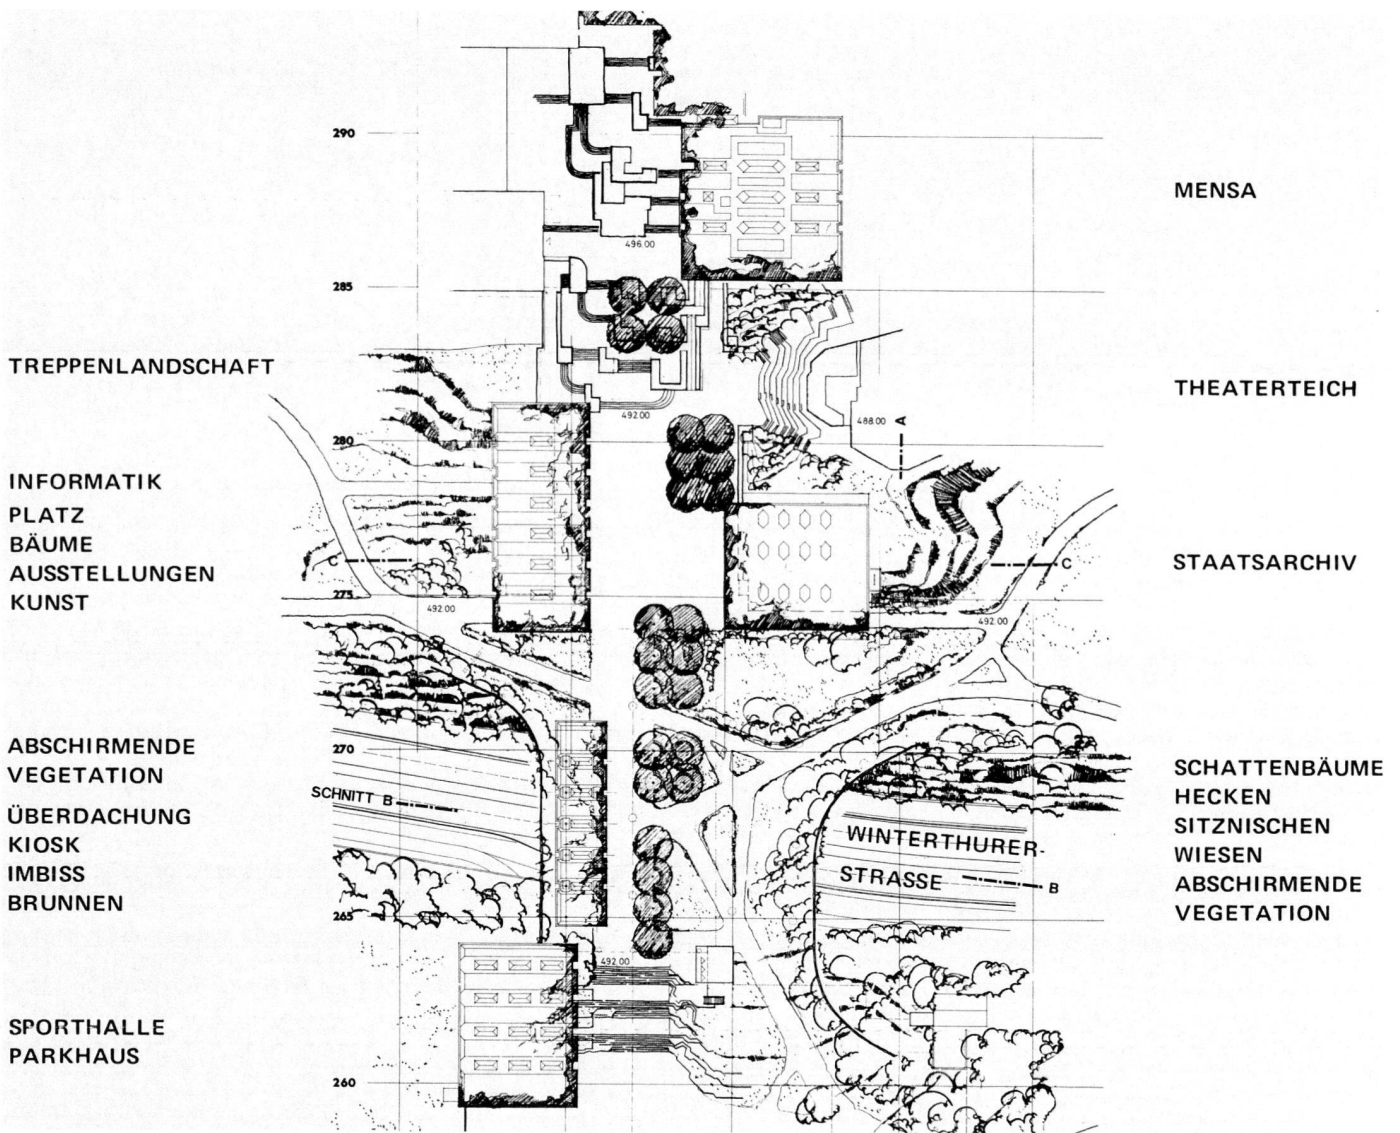 290
MENSA
496.00
285
TREPPENLANDSCHAFT
THEATERTEICH
492.00
488.00
A
280
INFORMATIK
PLATZ
BÄUME
AUSSTELLUNGEN
KUNST
STAATSARCHIV
C
C
275
492.00
492.00
ABSCHIRMENDE
VEGETATION
270
SCHNITT B
ÜBERDACHUNG
KIOSK
IMBISS
BRUNNEN
SCHATTENBÄUME
HECKEN
SITZNISCHEN
WIESEN
ABSCHIRMENDE
VEGETATION
WINTERTHURER-
STRASSE
B
265
492.00
SPORTHALLE
PARKHAUS
260